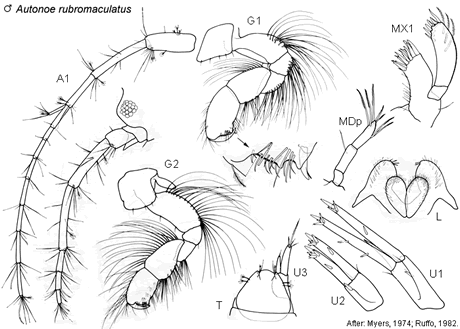 ♂ Autonoe rubromaculatus
G1
MX1
A1
MDp
G2
L
U3
U1
T
U2
After: Myers, 1974; Ruffo, 1982.